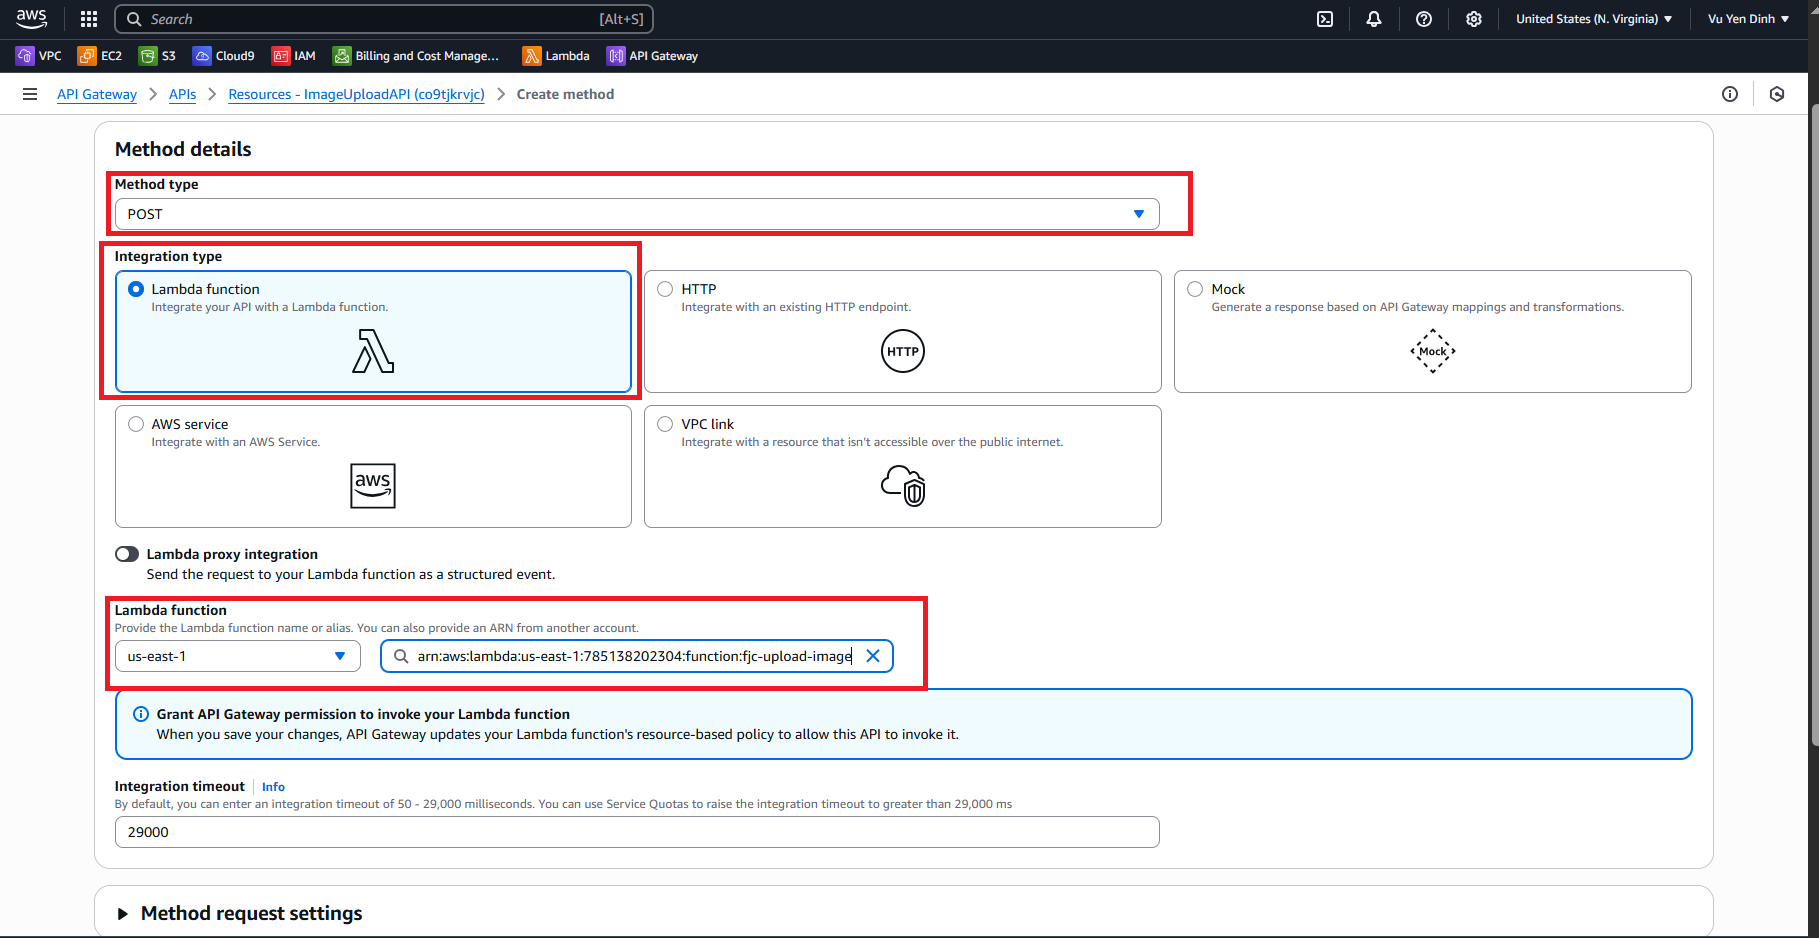 aws
Search [Alt+S] United States (N. Virginia) Vu Yen Dinh
VPC EC2 S3 Cloud9 IAM Billing and Cost Manage... Lambda API Gateway
API Gateway APIs Resources - ImageUploadAPI (co9tjkrvjc) Create method
Method details
Method type
POST
Integration type
Lambda function
Integrate your API with a Lambda function.
HTTP
Integrate with an existing HTTP endpoint.
HTTP
Mock
Generate a response based on API Gateway mappings and transformations.
Mock
AWS service
Integrate with an AWS Service.
aws
VPC link
Integrate with a resource that isn't accessible over the public internet.
Lambda proxy integration
Send the request to your Lambda function as a structured event.
Lambda function
Provide the Lambda function name or alias. You can also provide an ARN from another account.
us-east-1 arn:aws:lambda:us-east-1:785138202304:function:fjc-upload-image
Grant API Gateway permission to invoke your Lambda function
When you save your changes, API Gateway updates your Lambda function's resource-based policy to allow this API to invoke it.
Integration timeout Info
By default, you can enter an integration timeout of 50 - 29,000 milliseconds. You can use Service Quotas to raise the integration timeout to greater than 29,000 ms
29000
Method request settings